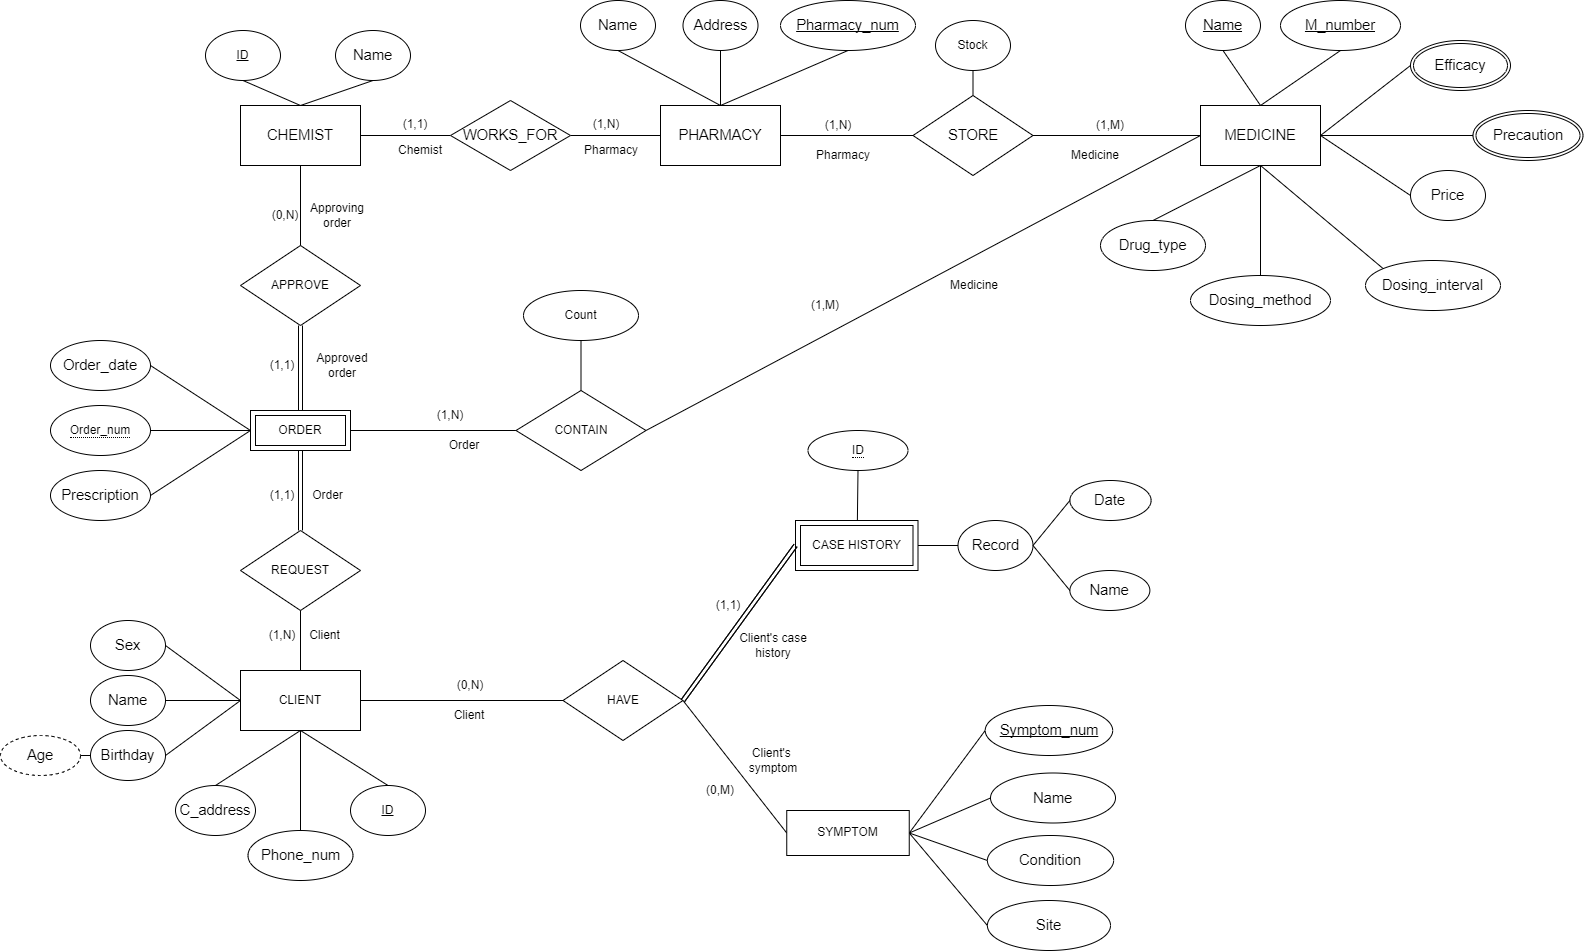 Name
Address
Pharmacy_num
Stock
Name
M_number
ID
Name
Efficacy
CHEMIST
(1,1)
Chemist
WORKS_FOR
(1,N)
Pharmacy
PHARMACY
(1,N)
Pharmacy
STORE
(1,M)
Medicine
MEDICINE
Precaution
Price
(0,N)
Approving
order
Drug_type
Dosing_method
Dosing_interval
APPROVE
Medicine
(1,M)
Count
Order_date
(1,1)
Approved
order
Order_num
ORDER
(1,N)
Order
CONTAIN
Prescription
(1,1)
Order
ID
Date
CASE HISTORY
Record
Name
REQUEST
(1,1)
Client's case
history
(1,N)
Client
Sex
Name
CLIENT
(0,N)
Client
HAVE
Age
Birthday
Client's
symptom
(0,M)
Symptom_num
Name
C_address
ID
Phone_num
SYMPTOM
Condition
Site